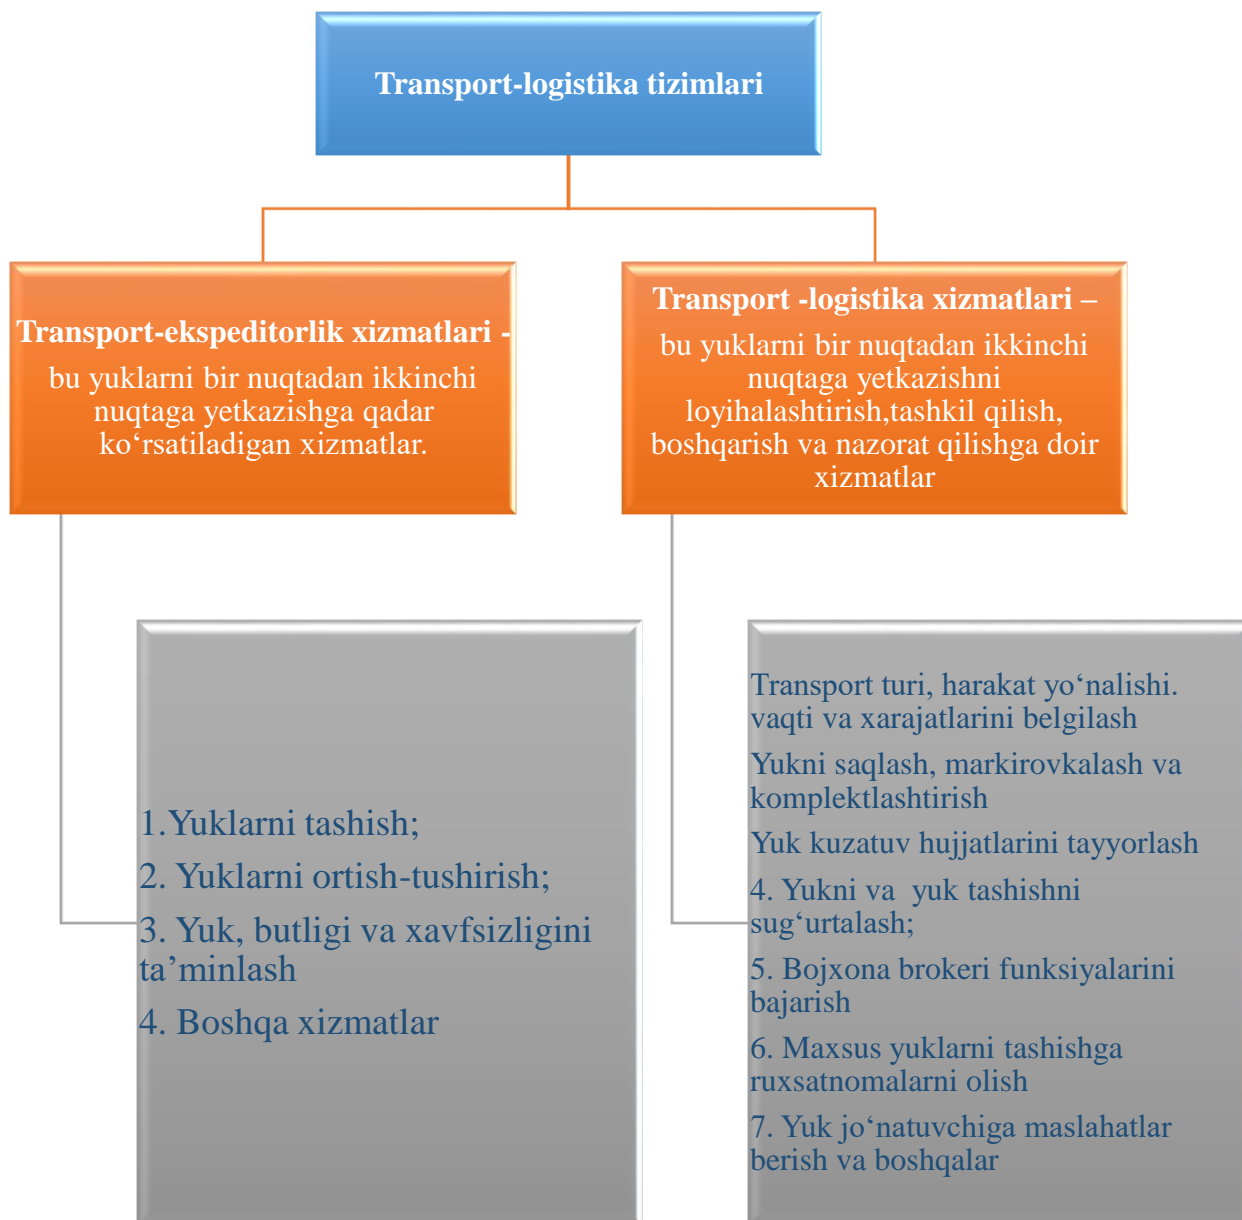 Transport-logistika tizimlari
Transport-ekspeditorlik xizmatlari -
bu yuklarni bir nuqtadan ikkinchi
nuqtaga yetkazishga qadar
ko‘rsatiladigan xizmatlar.
Transport -logistika xizmatlari –
bu yuklarni bir nuqtadan ikkinchi
nuqtaga yetkazishni
loyihalashtirish,tashkil qilish,
boshqarish va nazorat qilishga doir
xizmatlar
1.Yuklarni tashish;
2. Yuklarni ortish-tushirish;
3. Yuk, butligi va xavfsizligini
ta’minlash
4. Boshqa xizmatlar
Transport turi, harakat yo‘nalishi.
vaqti va xarajatlarini belgilash
Yukni saqlash, markirovkalash va
komplektlashtirish
Yuk kuzatuv hujjatlarini tayyorlash
4. Yukni va  yuk tashishni
sug‘urtalash;
5. Bojxona brokeri funksiyalarini
bajarish
6. Maxsus yuklarni tashishga
ruxsatnomalarni olish
7. Yuk jo‘natuvchiga maslahatlar
berish va boshqalar